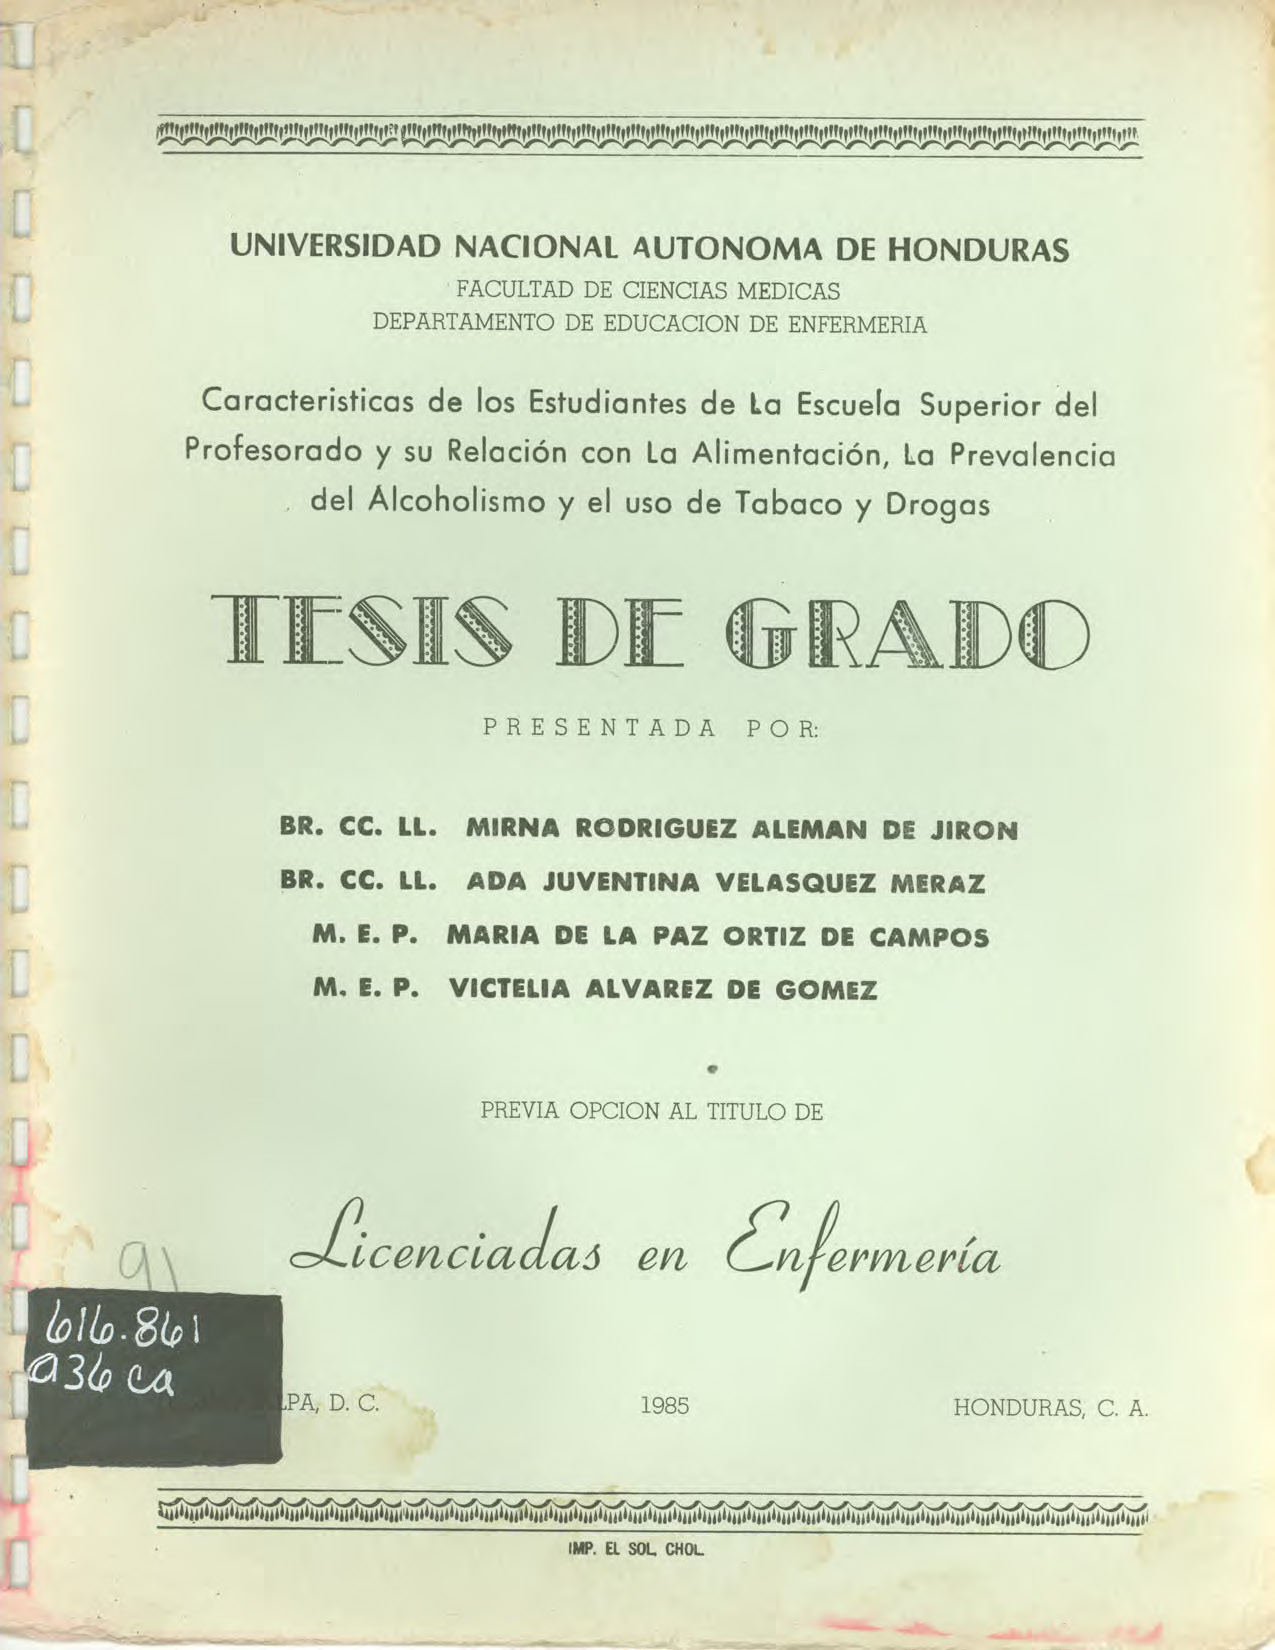 UNIVERSIDAD NACIONAL AUTONOMA DE HONDURAS
FACULTAD DE CIENCIAS MEDICAS
DEPARTAMENTO DE EDUCACION DE ENFERMERIA
Caracteristicas de los Estudiantes de La Escuela Superior del
Profesorado y su Relación con La Alimentación, La Prevalencia
del Alcoholismo y el uso de Tabaco y Drogas
TESIS DE GRADO
PRESENTADA POR:
BR. CC. LL. MIRNA RODRIGUEZ ALEMAN DE JIRON
BR. CC. LL. ADA JUVENTINA VELASQUEZ MERAZ
M. E. P. MARIA DE LA PAZ ORTIZ DE CAMPOS
M. E. P. VICTELIA ALVAREZ DE GOMEZ
PREVIA OPCION AL TITULO DE
Licenciadas en Enfermería
91
616.861
A36 ca
LPA, D. C. 1985 HONDURAS, C. A.
IMP. EL SOL, CHOL.